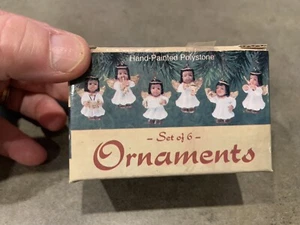 Hand-Painted Polystone
- Set of 6 -
Ornaments